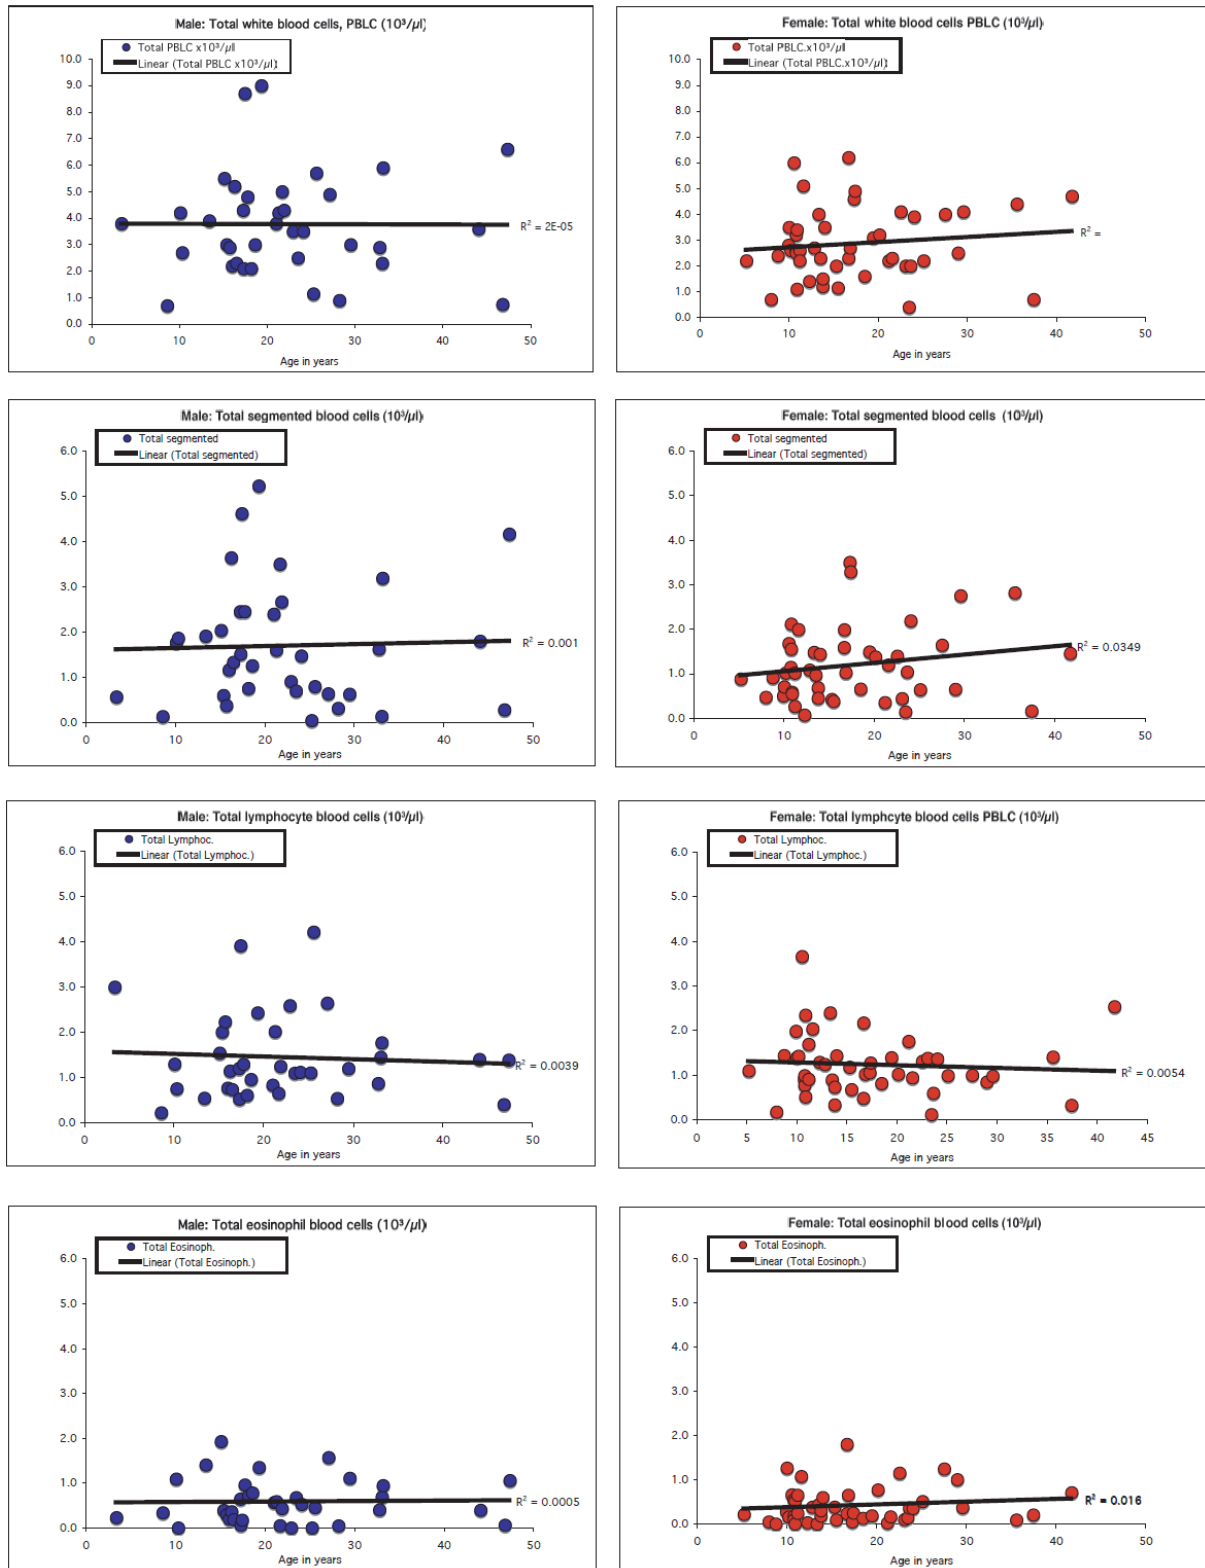 Male: Total white blood cells, PBLC (10³/µl)
Total PBLC x10³/µl
Linear (Total PBLC x10³/µl)
10.0
9.0
8.0
7.0
6.0
5.0
4.0
3.0
2.0
1.0
0.0
R² = 2E-05
0 10 20 30 40 50
Age in years
Female: Total white blood cells PBLC (10³/µl)
Total PBLC.x10³/µl
Linear (Total PBLC.x10³/µl)
10.0
9.0
8.0
7.0
6.0
5.0
4.0
3.0
2.0
1.0
0.0
R² =
0 10 20 30 40 50
Age in years
Male: Total segmented blood cells (10³/µl)
Total segmented
Linear (Total segmented)
6.0
5.0
4.0
3.0
2.0
1.0
0.0
R² = 0.001
0 10 20 30 40 50
Age in years
Female: Total segmented blood cells (10³/µl)
Total segmented
Linear (Total segmented)
6.0
5.0
4.0
3.0
2.0
1.0
0.0
R² = 0.0349
0 10 20 30 40 50
Age in years
Male: Total lymphocyte blood cells (10³/µl)
Total Lymphoc.
Linear (Total Lymphoc.)
6.0
5.0
4.0
3.0
2.0
1.0
0.0
R² = 0.0039
0 10 20 30 40 50
Age in years
Female: Total lymphcyte blood cells PBLC (10³/µl)
Total Lymphoc.
Linear (Total Lymphoc.)
6.0
5.0
4.0
3.0
2.0
1.0
0.0
R² = 0.0054
0 5 10 15 20 25 30 35 40 45
Age in years
Male: Total eosinophil blood cells (10³/µl)
Total Eosinoph.
Linear (Total Eosinoph.)
6.0
5.0
4.0
3.0
2.0
1.0
0.0
R² = 0.0005
0 10 20 30 40 50
Age in years
Female: Total eosinophil blood cells (10³/µl)
Total Eosinoph.
Linear (Total Eosinoph.)
6.0
5.0
4.0
3.0
2.0
1.0
0.0
R² = 0.016
0 10 20 30 40 50
Age in years